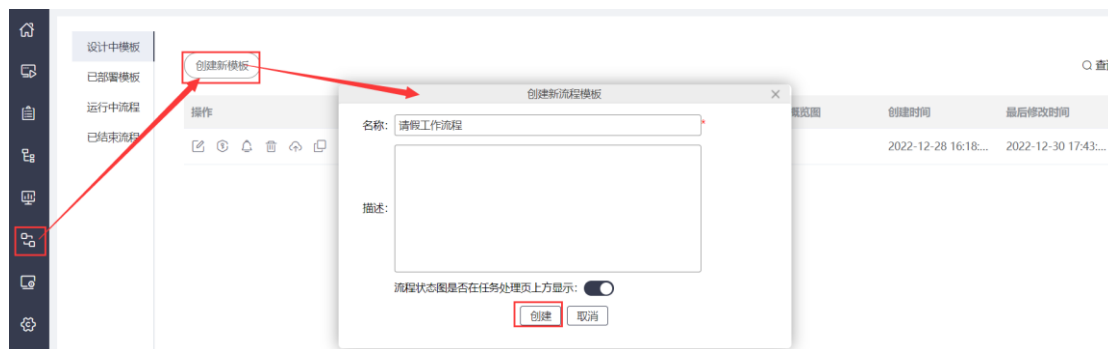 设计中模板
已部署模板
运行中流程
已结束流程
创建新模板
操作
概览图
创建时间
最后修改时间
2022-12-28 16:18:...
2022-12-30 17:43:...
创建新流程模板
名称: 请假工作流程 *
描述:
流程状态图是否在任务处理页上方显示:
创建
取消